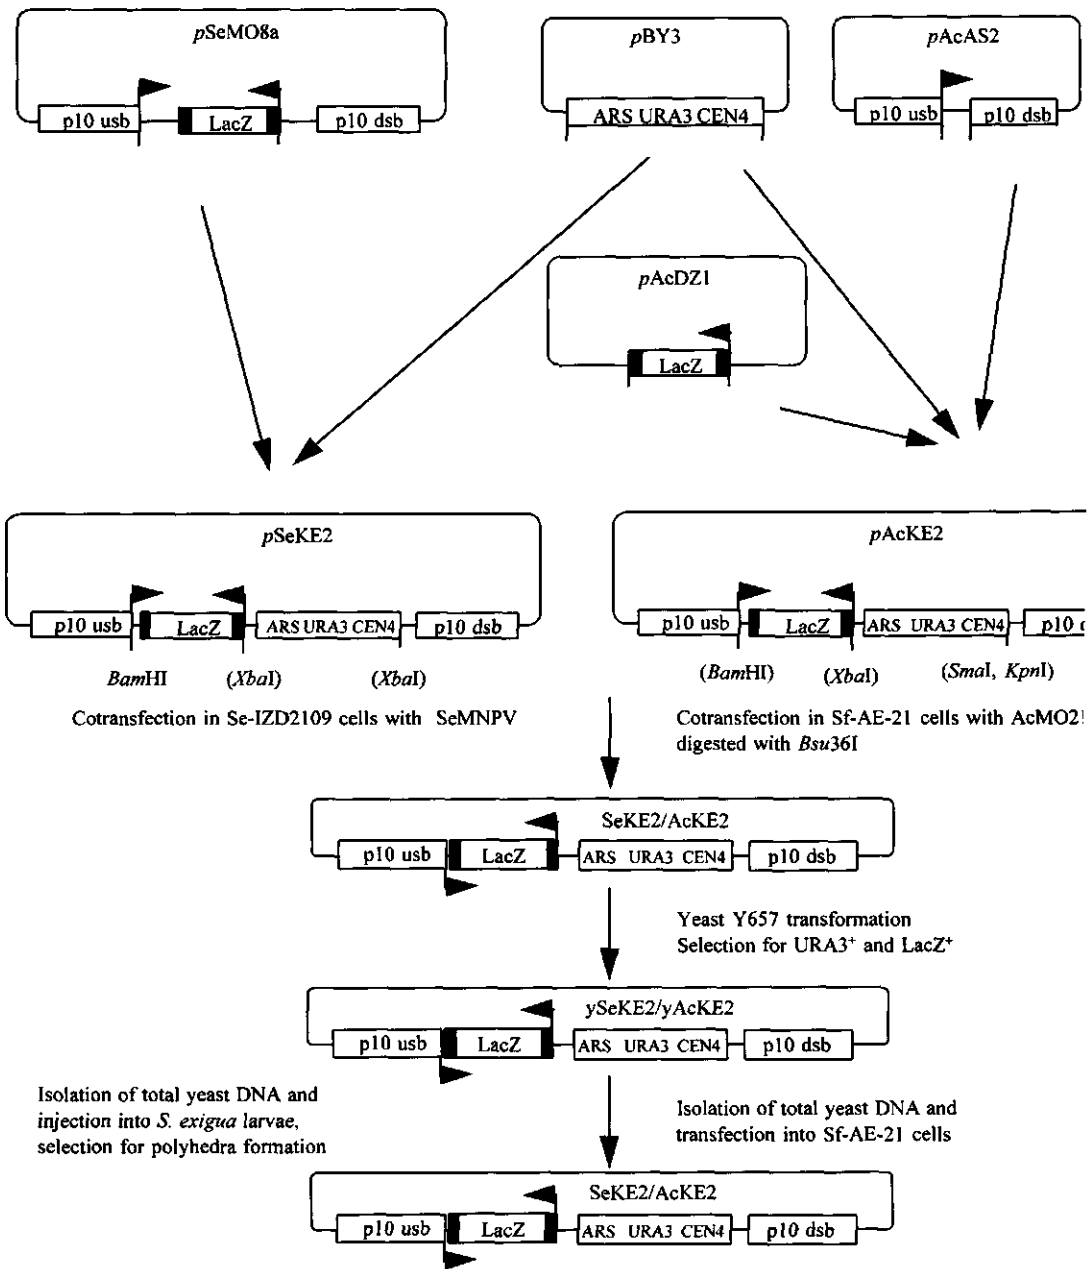 pSeMO8a
pBY3
pAcAS2
p10 usb
LacZ
p10 dsb
ARS URA3 CEN4
p10 usb
p10 dsb
pAcDZ1
LacZ
pSeKE2
pAcKE2
p10 usb
LacZ
ARS URA3 CEN4
p10 dsb
p10 usb
LacZ
ARS URA3 CEN4
p10
BamHI
(XbaI)
(XbaI)
(BamHI)
(XbaI)
(SmaI, KpnI)
Cotransfection in Se-IZD2109 cells with SeMNPV
Cotransfection in Sf-AE-21 cells with
digested with Bsu36I
SeKE2/AcKE2
p10 usb
LacZ
ARS URA3 CEN4
p10 dsb
Yeast Y657 transformation
Selection for URA3⁺ and LacZ⁺
ySeKE2/yAcKE2
p10 usb
LacZ
ARS URA3 CEN4
p10 dsb
Isolation of total yeast DNA and
injection into S. exigua larvae,
selection for polyhedra formation
Isolation of total yeast DNA and
transfection into Sf-AE-21 cells
SeKE2/AcKE2
p10 usb
LacZ
ARS URA3 CEN4
p10 dsb